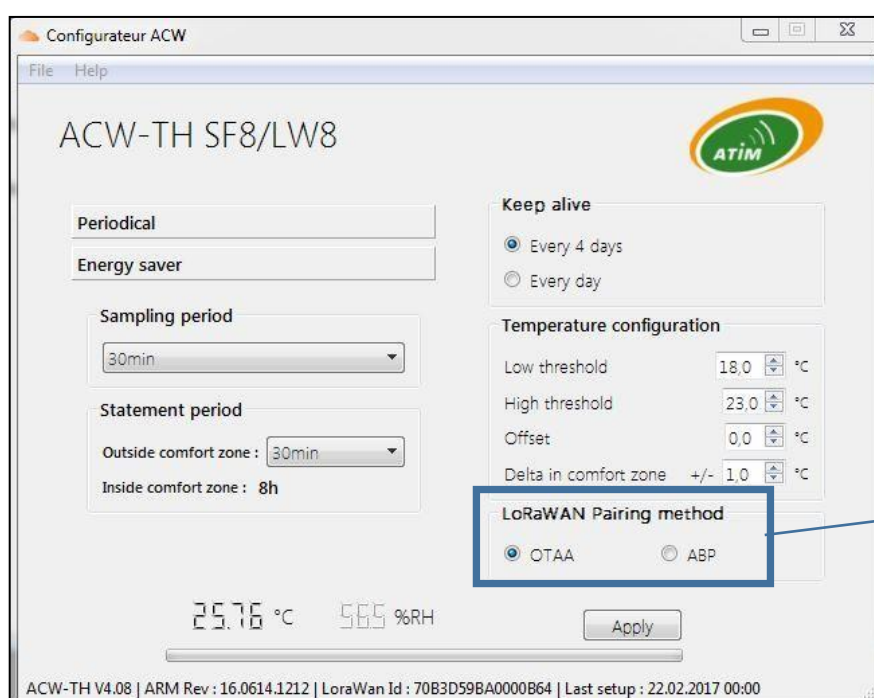 Configurateur ACW
File Help
ACW-TH SF8/LW8
ATiM
Periodical
Energy saver
Sampling period
30min
Statement period
Outside comfort zone : 30min
Inside comfort zone : 8h
Keep alive
Every 4 days
Every day
Temperature configuration
Low threshold 18,0 °C
High threshold 23,0 °C
Offset 0,0 °C
Delta in comfort zone +/- 1,0 °C
LoRaWAN Pairing method
OTAA ABP
25.76 °C 56.5 %RH
Apply
ACW-TH V4.08 | ARM Rev : 16.0614.1212 | LoraWan Id : 70B3D59BA0000B64 | Last setup : 22.02.2017 00:00